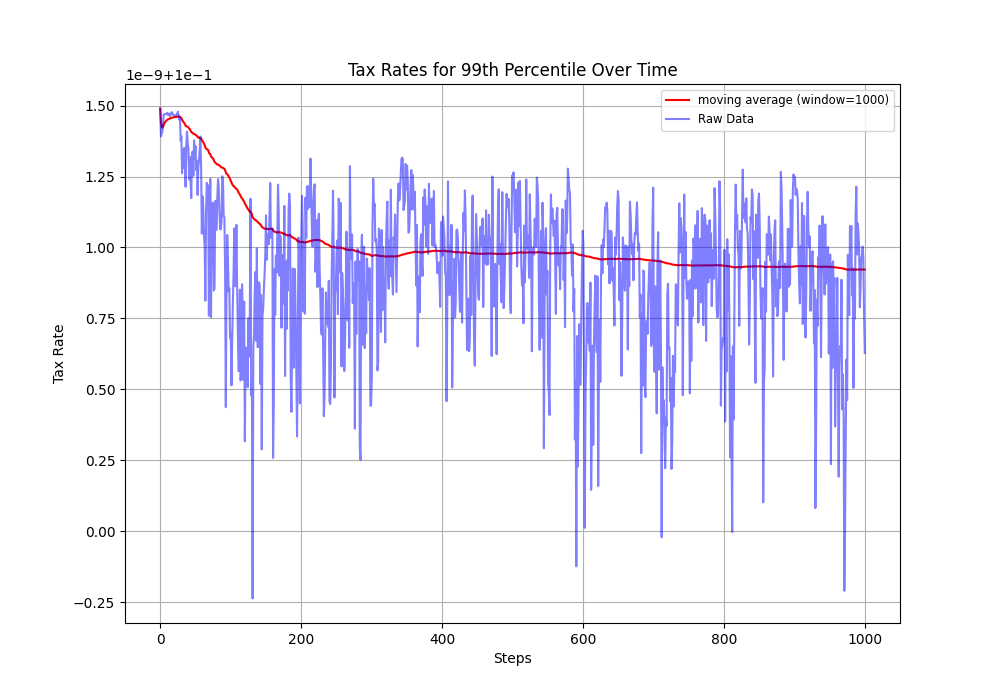 Tax Rates for 99th Percentile Over Time
1e−9+1e−1
moving average (window=1000)
Raw Data
1.50
1.25
1.00
0.75
0.50
0.25
0.00
−0.25
Tax Rate
0 200 400 600 800 1000
Steps